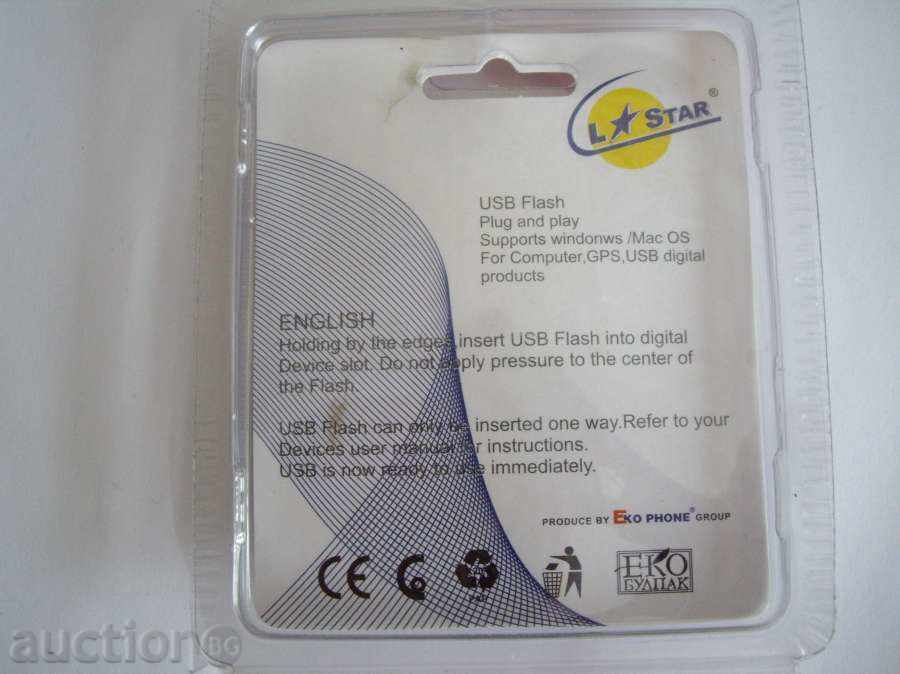 L★STAR®
USB Flash
Plug and play
Supports windonws /Mac OS
For Computer,GPS,USB digital
products
ENGLISH
Holding by the edges,insert USB Flash into digital
Device slot. Do not apply pressure to the center of
the Flash.
USB Flash can only be inserted one way.Refer to your
Devices user manual for instructions.
USB is now ready to use immediately.
PRODUCE BY EKO PHONE® GROUP
CE
ЕКО
БУЛПАК
auction BG